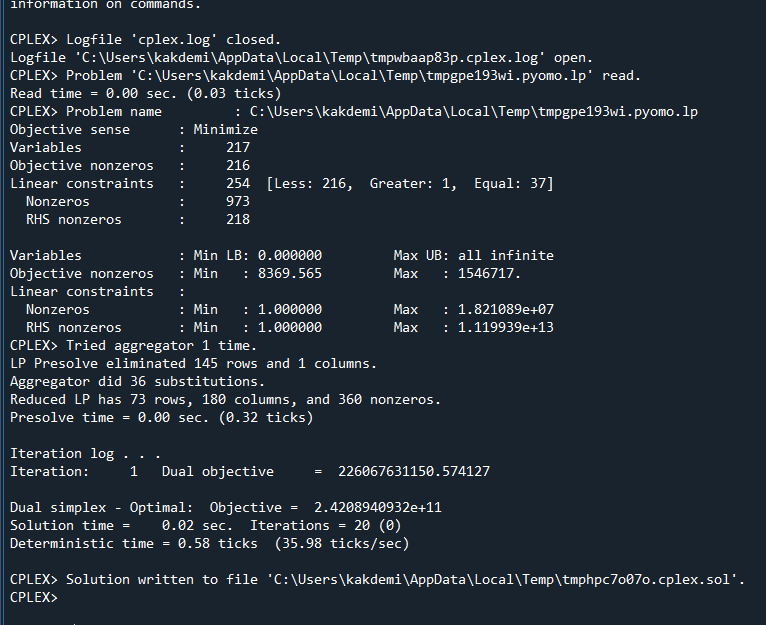 information on commands.
CPLEX> Logfile 'cplex.log' closed.
Logfile 'C:\Users\kakdemi\AppData\Local\Temp\tmpwbaap83p.cplex.log' open.
CPLEX> Problem 'C:\Users\kakdemi\AppData\Local\Temp\tmpgpe193wi.pyomo.lp' read.
Read time = 0.00 sec. (0.03 ticks)
CPLEX> Problem name         : C:\Users\kakdemi\AppData\Local\Temp\tmpgpe193wi.pyomo.lp
Objective sense      : Minimize
Variables            :     217
Objective nonzeros   :     216
Linear constraints   :     254  [Less: 216,  Greater: 1,  Equal: 37]
  Nonzeros           :     973
  RHS nonzeros       :     218
Variables            : Min LB: 0.000000         Max UB: all infinite
Objective nonzeros   : Min   : 8369.565         Max   : 1546717.
Linear constraints   :
  Nonzeros           : Min   : 1.000000         Max   : 1.821089e+07
  RHS nonzeros       : Min   : 1.000000         Max   : 1.119939e+13
CPLEX> Tried aggregator 1 time.
LP Presolve eliminated 145 rows and 1 columns.
Aggregator did 36 substitutions.
Reduced LP has 73 rows, 180 columns, and 360 nonzeros.
Presolve time = 0.00 sec. (0.32 ticks)
Iteration log . . .
Iteration:     1   Dual objective     =  226067631150.574127
Dual simplex - Optimal:  Objective =  2.4208940932e+11
Solution time =    0.02 sec.  Iterations = 20 (0)
Deterministic time = 0.58 ticks  (35.98 ticks/sec)
CPLEX> Solution written to file 'C:\Users\kakdemi\AppData\Local\Temp\tmphpc7o07o.cplex.sol'.
CPLEX>